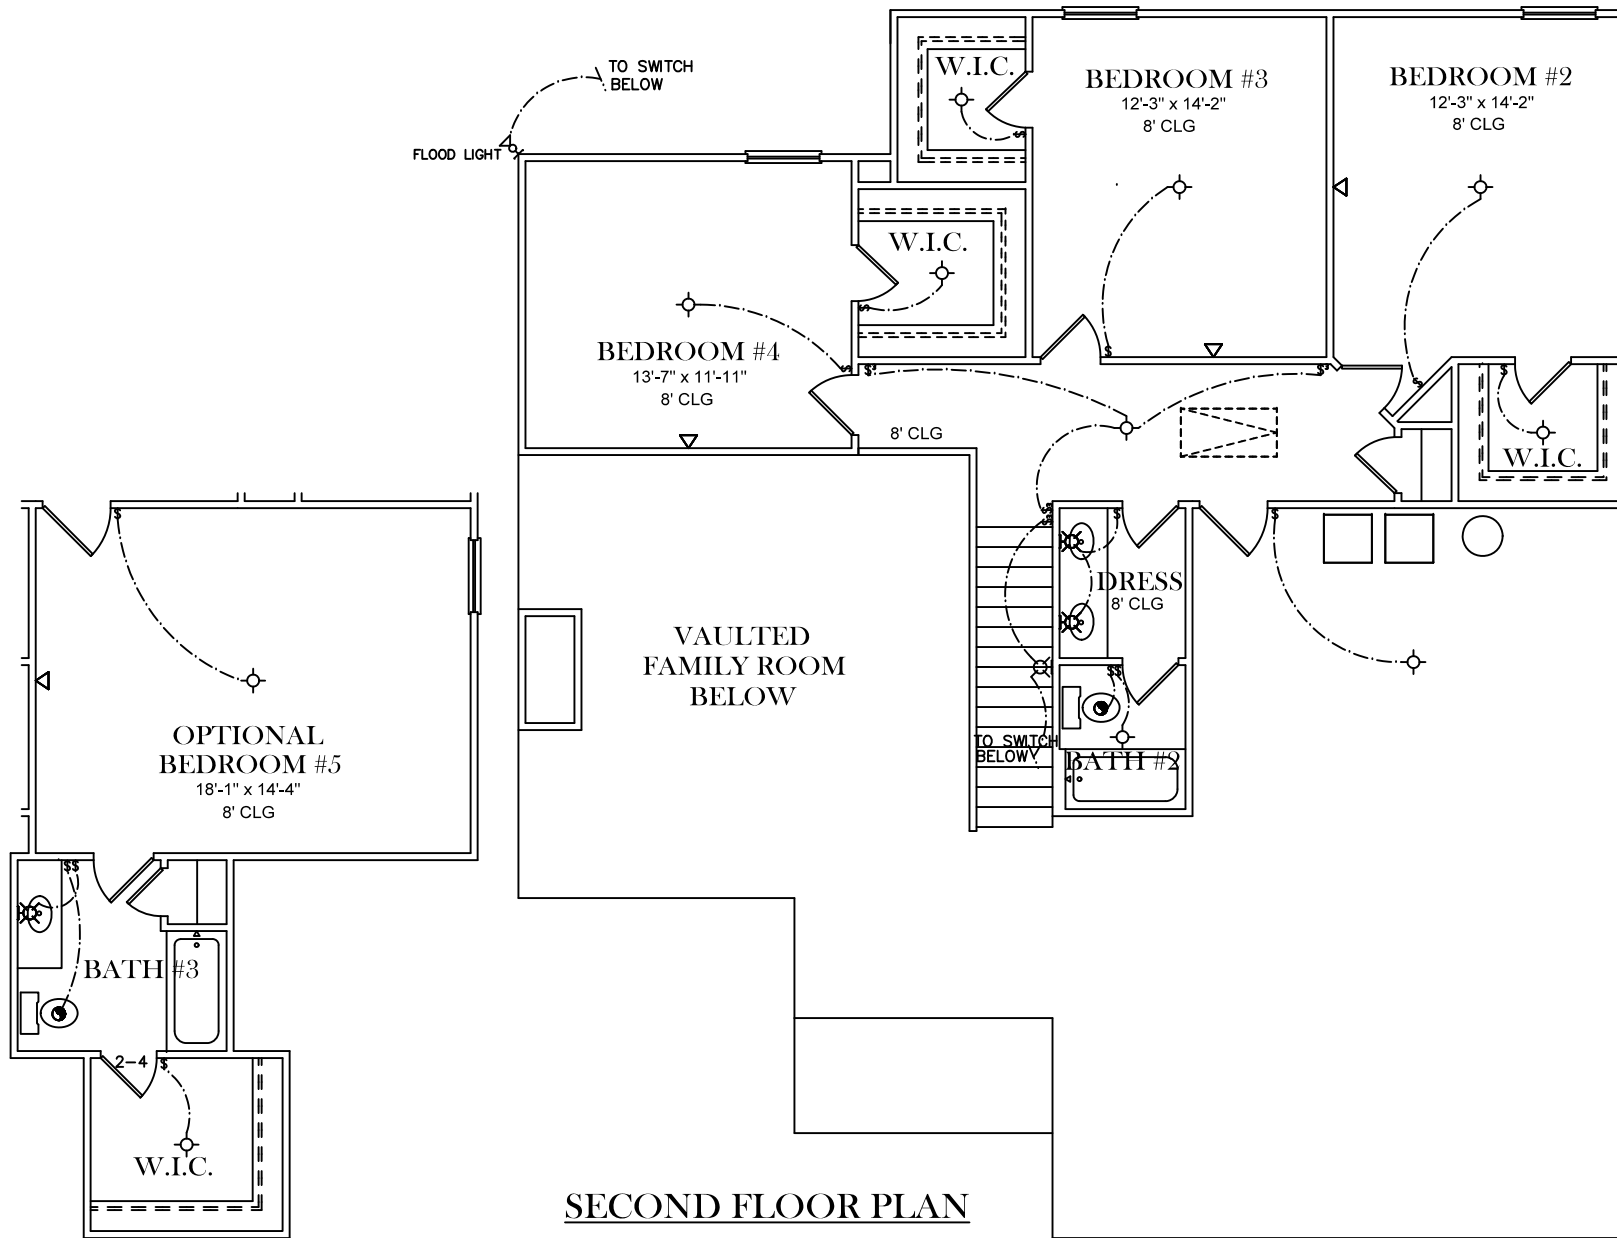 TO SWITCH
BELOW
FLOOD LIGHT
W.I.C.
BEDROOM #3
12'-3" x 14'-2"
8' CLG
BEDROOM #2
12'-3" x 14'-2"
8' CLG
W.I.C.
BEDROOM #4
13'-7" x 11'-11"
8' CLG
8' CLG
W.I.C.
DRESS
8' CLG
VAULTED
FAMILY ROOM
BELOW
TO SWITCH
BELOW
BATH #2
OPTIONAL
BEDROOM #5
18'-1" x 14'-4"
8' CLG
BATH #3
2-4
W.I.C.
SECOND FLOOR PLAN